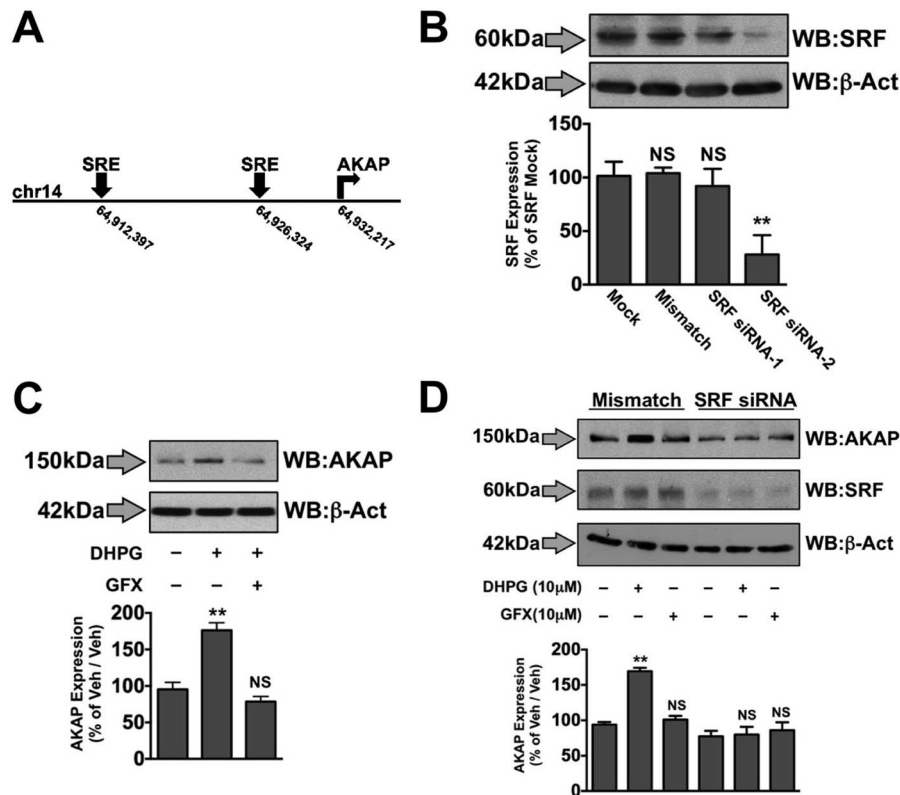 A
SRE SRE AKAP
chr14
64,912,397 64,926,324 64,932,217
B
60kDa WB:SRF
42kDa WB:β-Act
SRF Expression
(% of SRF Mock)
150
100
50
0
NS NS **
Mock Mismatch SRF siRNA-1 SRF siRNA-2
C
150kDa WB:AKAP
42kDa WB:β-Act
DHPG – + +
GFX – – +
AKAP Expression
(% of Veh / Veh)
200
150
100
50
0
** NS
D
Mismatch SRF siRNA
150kDa WB:AKAP
60kDa WB:SRF
42kDa WB:β-Act
DHPG (10μM) – + – – + –
GFX(10μM) – – + – – +
AKAP Expression
(% of Veh / Veh)
200
150
100
50
0
** NS NS NS